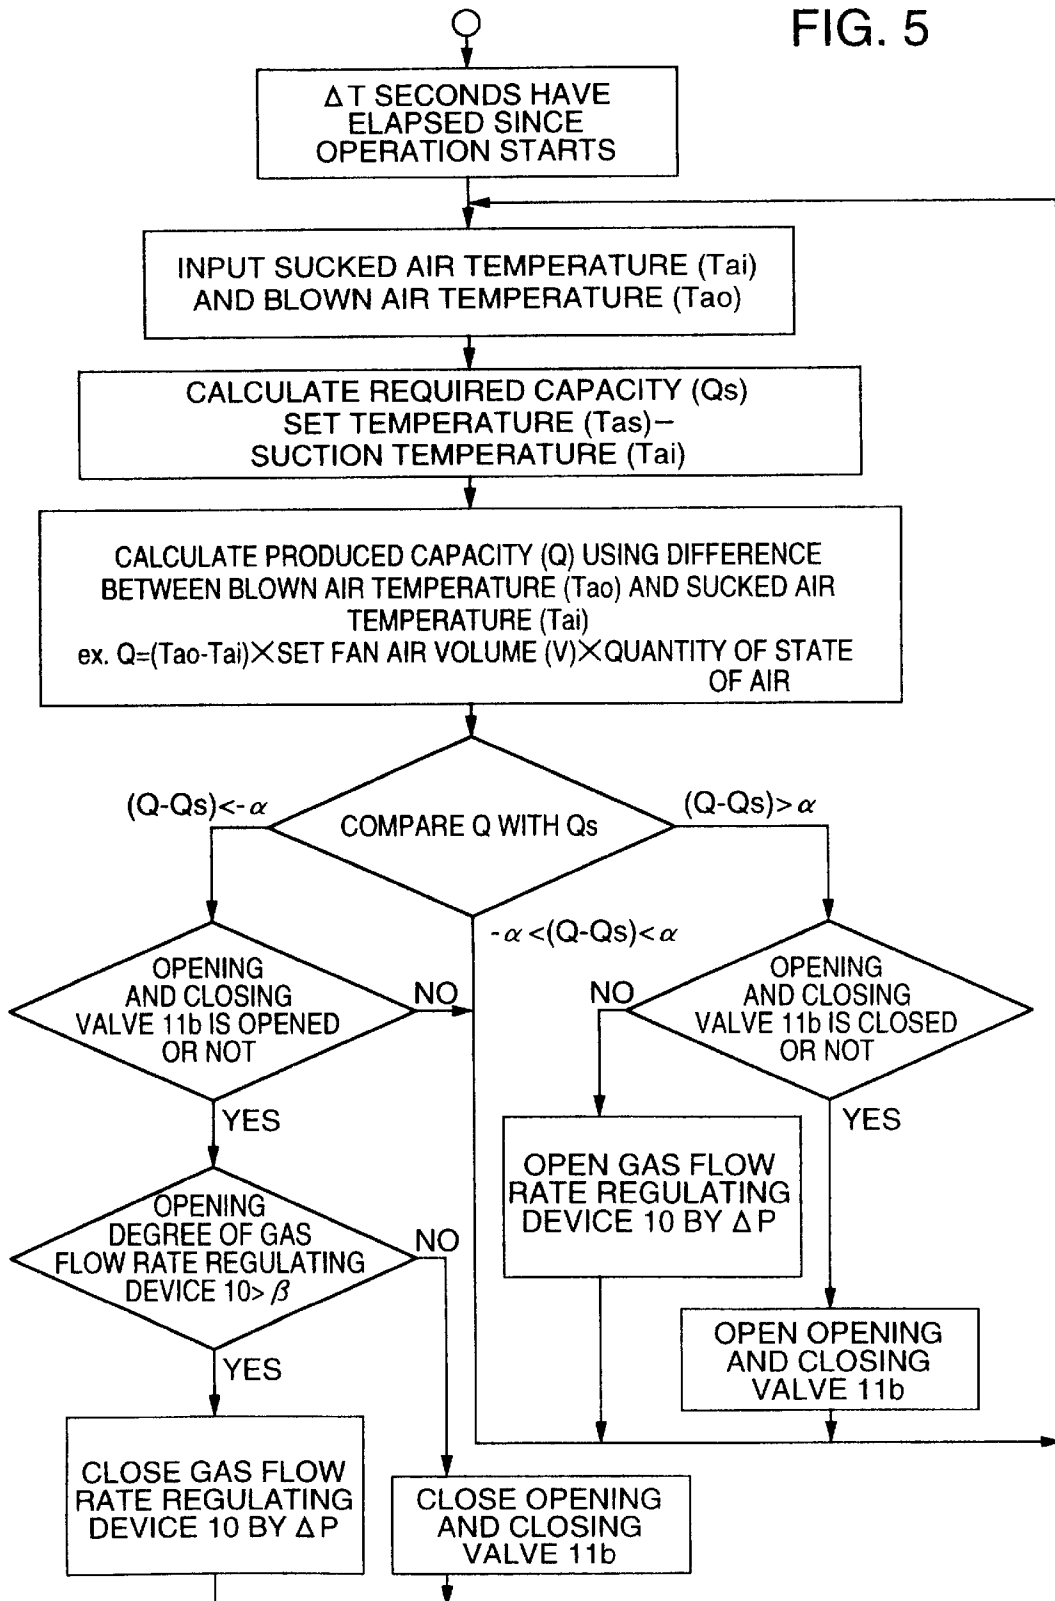 FIG. 5
ΔT SECONDS HAVE
ELAPSED SINCE
OPERATION STARTS
INPUT SUCKED AIR TEMPERATURE (Tai)
AND BLOWN AIR TEMPERATURE (Tao)
CALCULATE REQUIRED CAPACITY (Qs)
SET TEMPERATURE (Tas)–
SUCTION TEMPERATURE (Tai)
CALCULATE PRODUCED CAPACITY (Q) USING DIFFERENCE
BETWEEN BLOWN AIR TEMPERATURE (Tao) AND SUCKED AIR
TEMPERATURE (Tai)
ex. Q=(Tao-Tai)×SET FAN AIR VOLUME (V)×QUANTITY OF STATE
OF AIR
(Q-Qs)<-α
COMPARE Q WITH Qs
(Q-Qs)>α
-α<(Q-Qs)<α
OPENING
AND CLOSING
VALVE 11b IS OPENED
OR NOT
NO
YES
NO
OPENING
AND CLOSING
VALVE 11b IS CLOSED
OR NOT
YES
OPEN GAS FLOW
RATE REGULATING
DEVICE 10 BY ΔP
OPENING
DEGREE OF GAS
FLOW RATE REGULATING
DEVICE 10> β
NO
YES
OPEN OPENING
AND CLOSING
VALVE 11b
CLOSE GAS FLOW
RATE REGULATING
DEVICE 10 BY ΔP
CLOSE OPENING
AND CLOSING
VALVE 11b